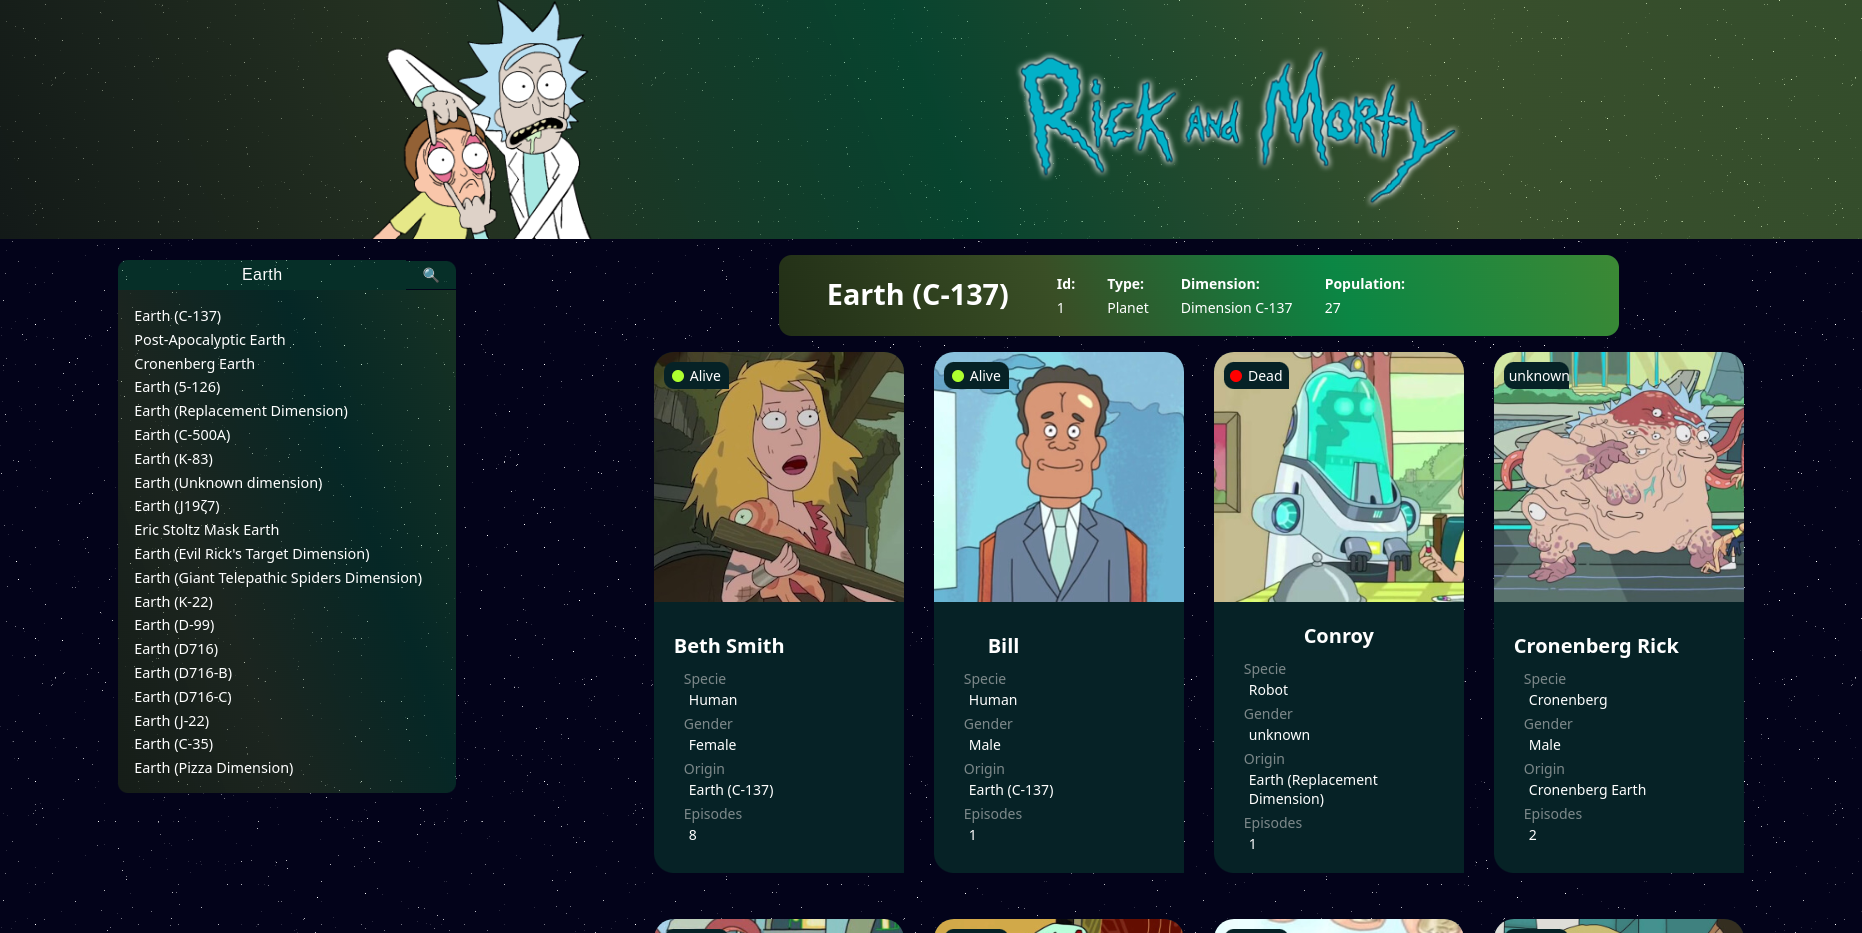 Rick and Morty
Earth 🔍
Earth (C-137)
Post-Apocalyptic Earth
Cronenberg Earth
Earth (5-126)
Earth (Replacement Dimension)
Earth (C-500A)
Earth (K-83)
Earth (Unknown dimension)
Earth (J19ζ7)
Eric Stoltz Mask Earth
Earth (Evil Rick's Target Dimension)
Earth (Giant Telepathic Spiders Dimension)
Earth (K-22)
Earth (D-99)
Earth (D716)
Earth (D716-B)
Earth (D716-C)
Earth (J-22)
Earth (C-35)
Earth (Pizza Dimension)
Earth (C-137)
Id:
1
Type:
Planet
Dimension:
Dimension C-137
Population:
27
Alive
Beth Smith
Specie
Human
Gender
Female
Origin
Earth (C-137)
Episodes
8
Alive
Bill
Specie
Human
Gender
Male
Origin
Earth (C-137)
Episodes
1
Dead
Conroy
Specie
Robot
Gender
unknown
Origin
Earth (Replacement
Dimension)
Episodes
1
unknown
Cronenberg Rick
Specie
Cronenberg
Gender
Male
Origin
Cronenberg Earth
Episodes
2